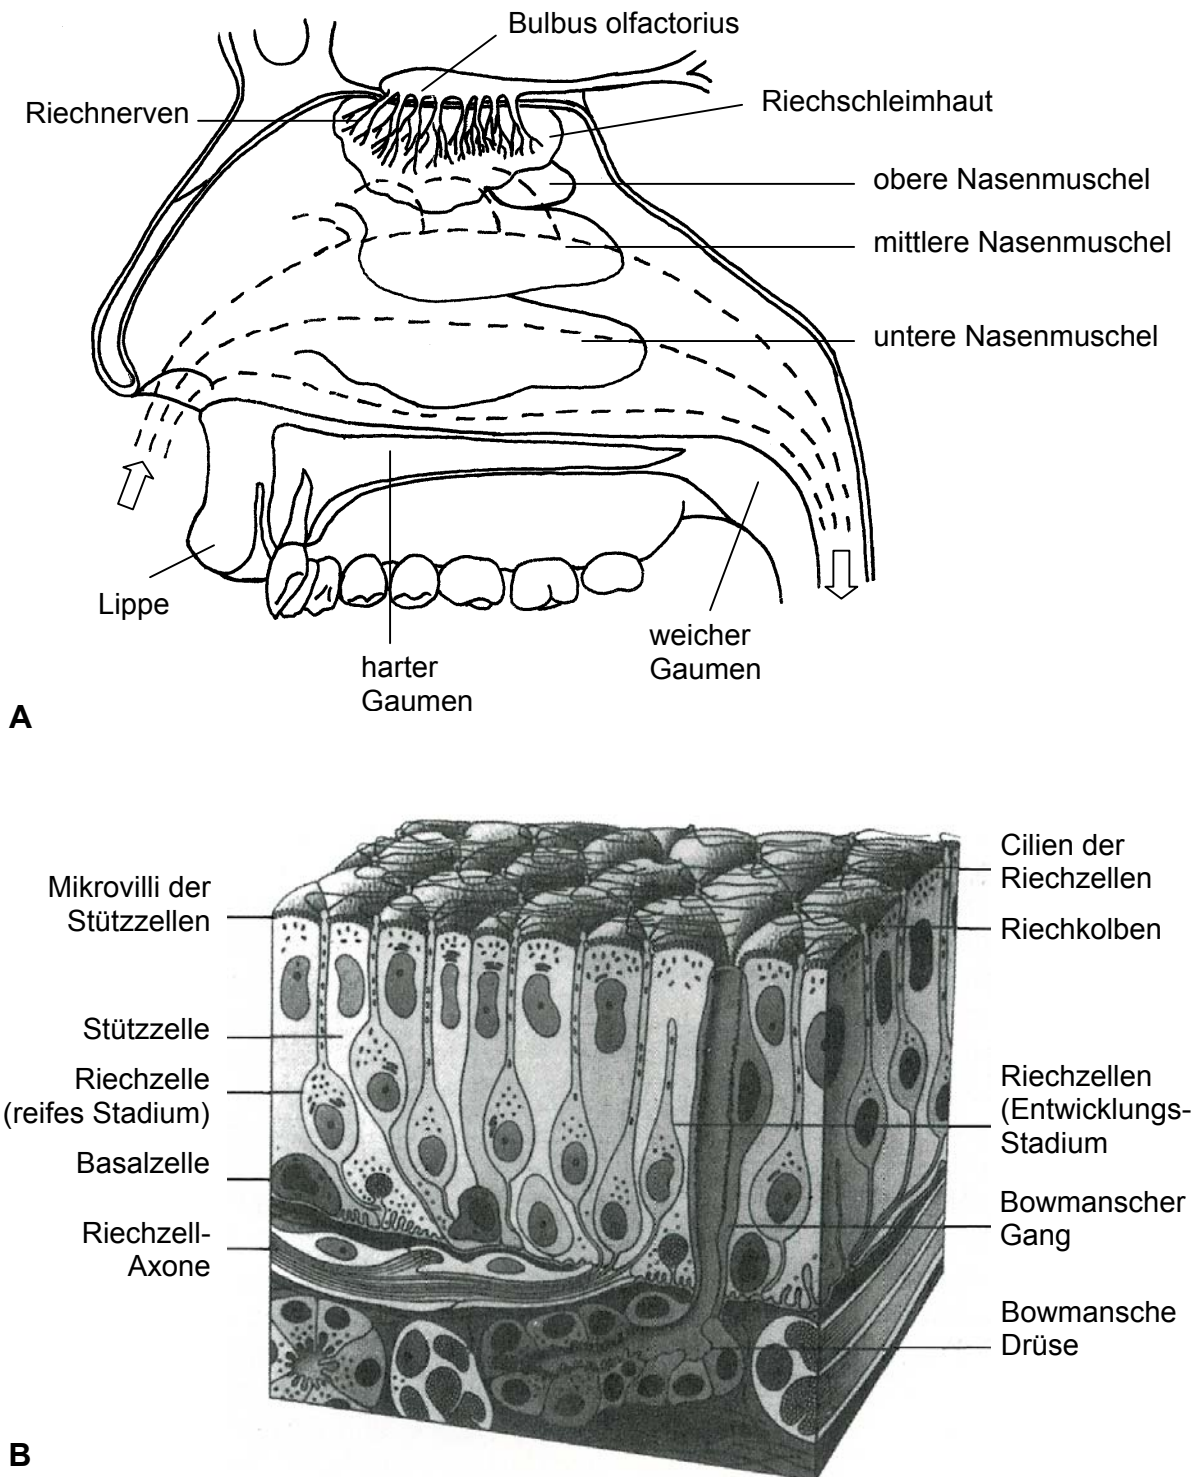 Bulbus olfactorius
Riechnerven
Riechschleimhaut
obere Nasenmuschel
mittlere Nasenmuschel
untere Nasenmuschel
Lippe
harter
Gaumen
weicher
Gaumen
A
Mikrovilli der
Stützzellen
Stützzelle
Riechzelle
(reifes Stadium)
Basalzelle
Riechzell-
Axone
Cilien der
Riechzellen
Riechkolben
Riechzellen
(Entwicklungs-
Stadium
Bowmanscher
Gang
Bowmansche
Drüse
B